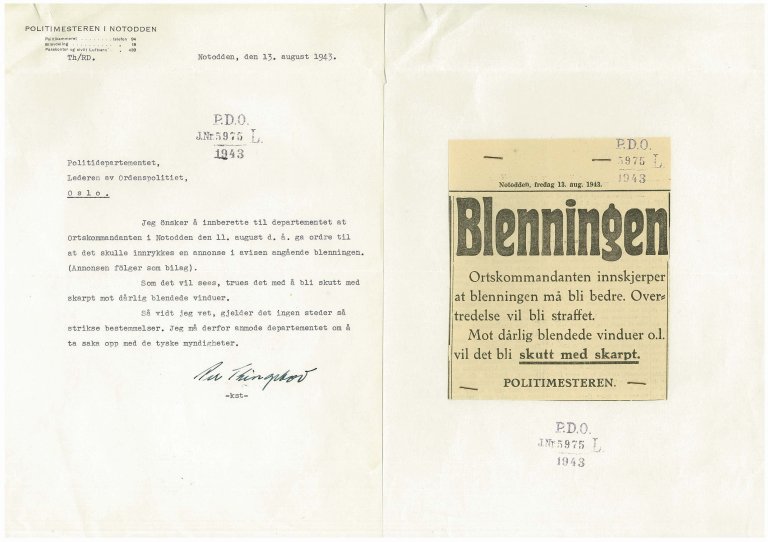 POLITIMESTEREN I NOTODDEN
Politikammeret . . . . . . . . . telefon 94
Th/RD.
Notodden, den 13. august 1943.
P.D.O.
J.Nr. 5975 L
1943
Politidepartementet,
Lederen av Ordenspolitiet,
Oslo.
Jeg önsker å innberette til departementet at
Ortskommandanten i Notodden den 11. august d. å. ga ordre til
at det skulle innrykkes en annonse i avisen angående blenningen.
(Annonsen fölger som bilag).
Som det vil sees, trues det med å bli skutt med
skarpt mot dårlig blendede vinduer.
Så vidt jeg vet, gjelder det ingen steder så
strikse bestemmelser. Jeg må derfor anmode departementet om å
ta saka opp med de tyske myndigheter.
-kst-
P.D.O.
5975 L
1943
Notodden, fredag 13. aug. 1943.
Blenningen
Ortskommandanten innskjerper
at blenningen må bli bedre. Over-
tredelse vil bli straffet.
Mot dårlig blendede vinduer o.l.
vil det bli skutt med skarpt.
POLITIMESTEREN.
P.D.O.
J.Nr. 5975 L
1943